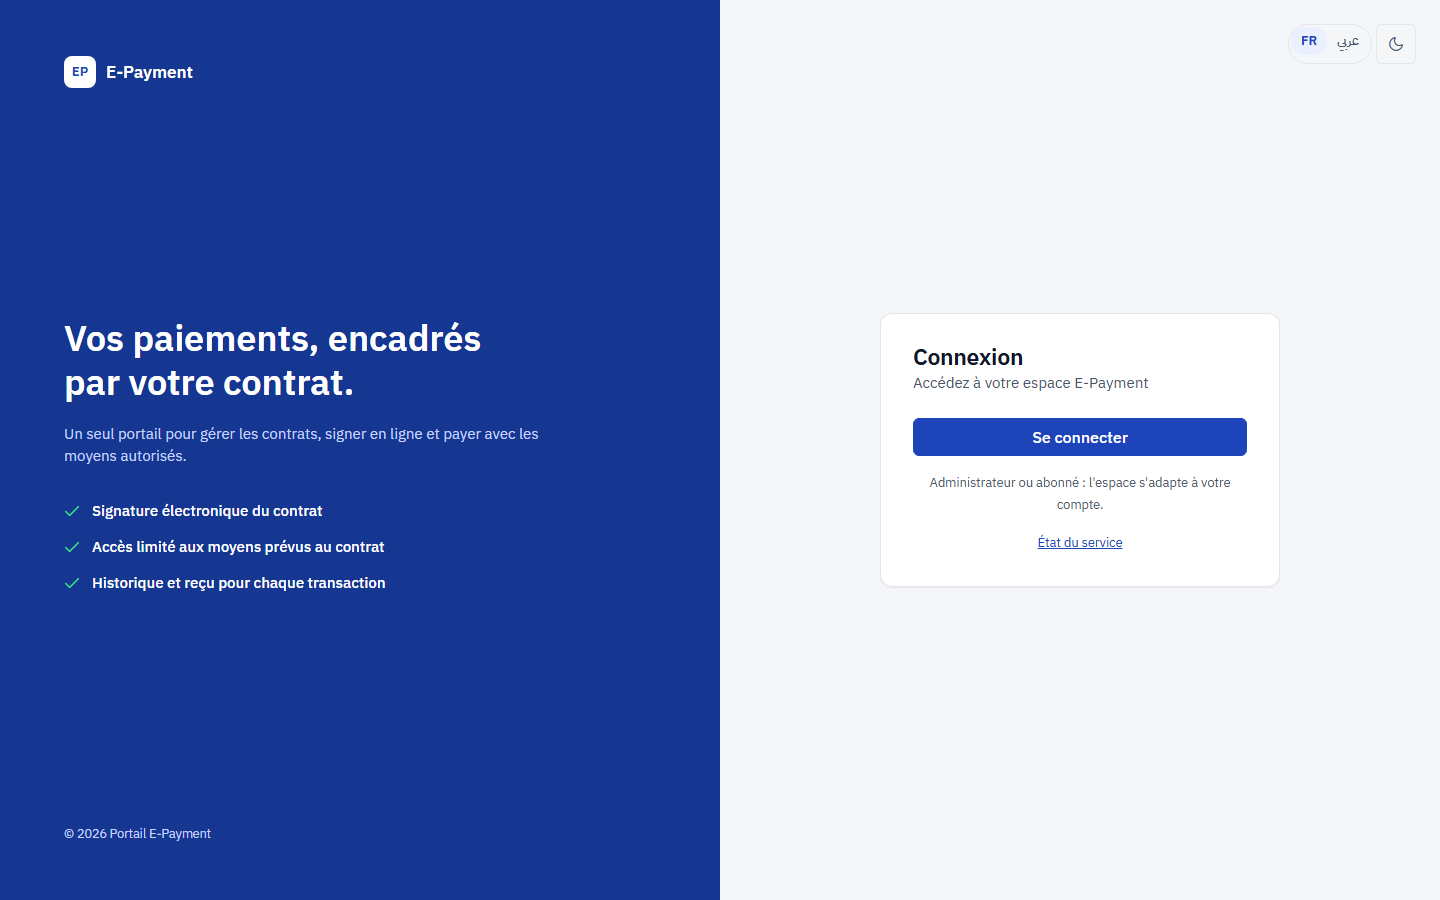 EP E-Payment
FR عربي
Vos paiements, encadrés
par votre contrat.
Un seul portail pour gérer les contrats, signer en ligne et payer avec les
moyens autorisés.
Signature électronique du contrat
Accès limité aux moyens prévus au contrat
Historique et reçu pour chaque transaction
© 2026 Portail E-Payment
Connexion
Accédez à votre espace E-Payment
Se connecter
Administrateur ou abonné : l'espace s'adapte à votre
compte.
État du service